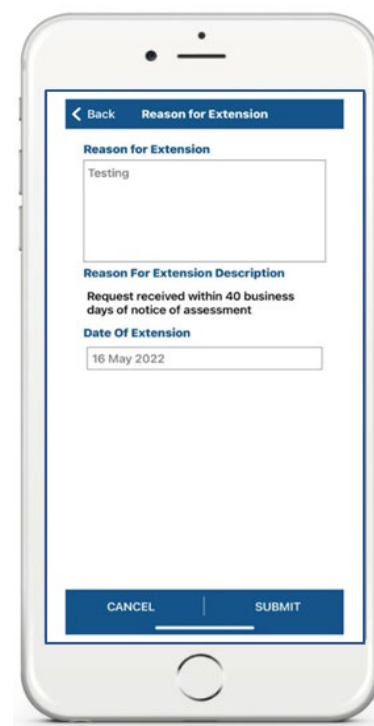 Back Reason for Extension
Reason for Extension
Testing
Reason For Extension Description
Request received within 40 business
days of notice of assessment
Date Of Extension
16 May 2022
CANCEL SUBMIT